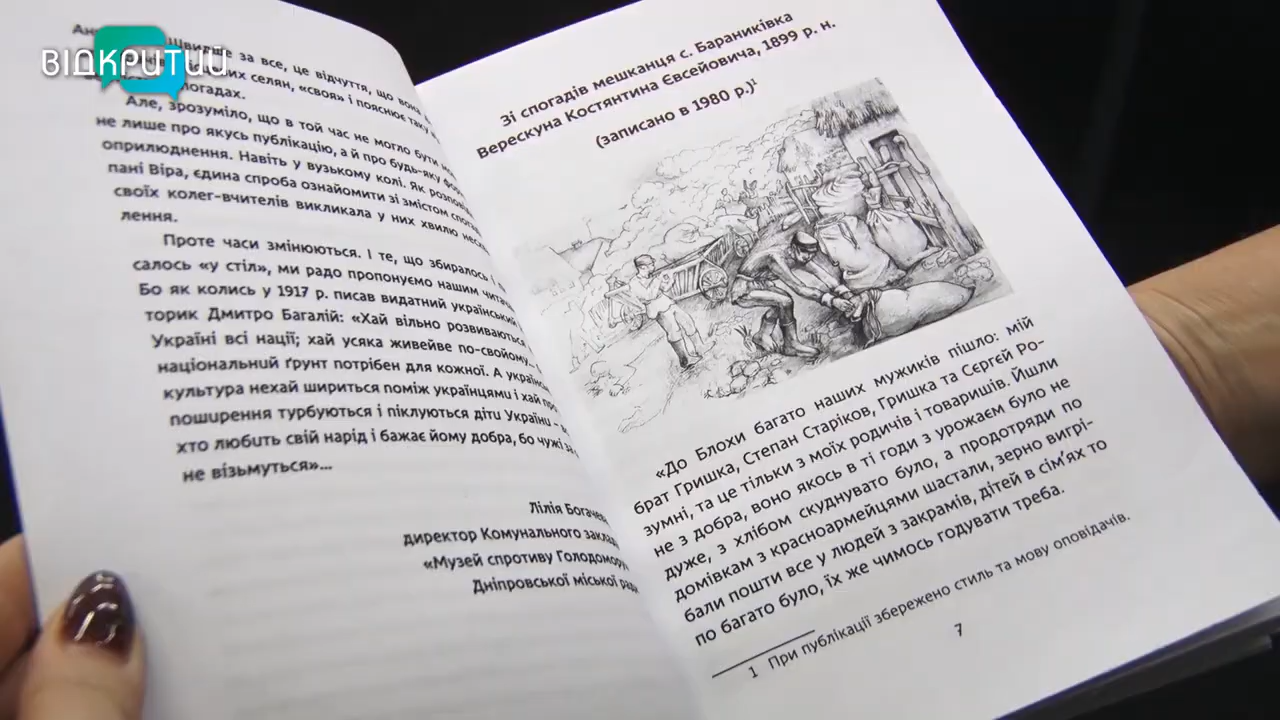 ВІДКРИТИЙ
Швидше за все, це відчуття, що вона
селян, «своя» і пояснює таку
спогадах.
Але, зрозуміло, що в той час не могло бути
не лише про якусь публікацію, а й про будь-яку
оприлюднення. Навіть у вузькому колі. Як
пані Віра, єдина спроба ознайомити зі змістом
своїх колег-вчителів викликала у них хвилю
лення.
Проте часи змінюються. І те, що збиралось
салось «у стіл», ми радо пропонуємо нашим
Бо як колись у 1917 р. писав видатний український
торик Дмитро Багалій: «Хай вільно розвиваються
Україні всі нації; хай усяка живейве по-свойому
національний ґрунт потрібен для кожної. А
культура нехай шириться поміж українцями і хай
поширення турбуються і піклуються діти України –
хто любить свій нарід і бажає йому добра, бо чужі
не візьмуться»...
Лілія
директор Комунального
«Музей спротиву
Дніпровської міської
Зі спогадів мешканця с. Бараниківка
Верескуна Костянтина Євсейовича, 1899 р. н.
(записано в 1980 р.)¹
«До Блохи багато наших мужиків пішло: мій
брат Гришка, Степан Старіков, Гришка та Сєргєй Ро-
зумні, та це тільки з моїх родичів і товаришів. Йшли
не з добра, воно якось в ті годи з урожаєм було не
дуже, з хлібом скуднувато було, а продотряди по
домівкам з красноармейцями шастали, зерно вигрі-
бали пошти все у людей з закрамів, дітей в сім'ях то
по багато було, їх же чимось годувати треба.
1 При публікації збережено стиль та мову оповідачів.
7